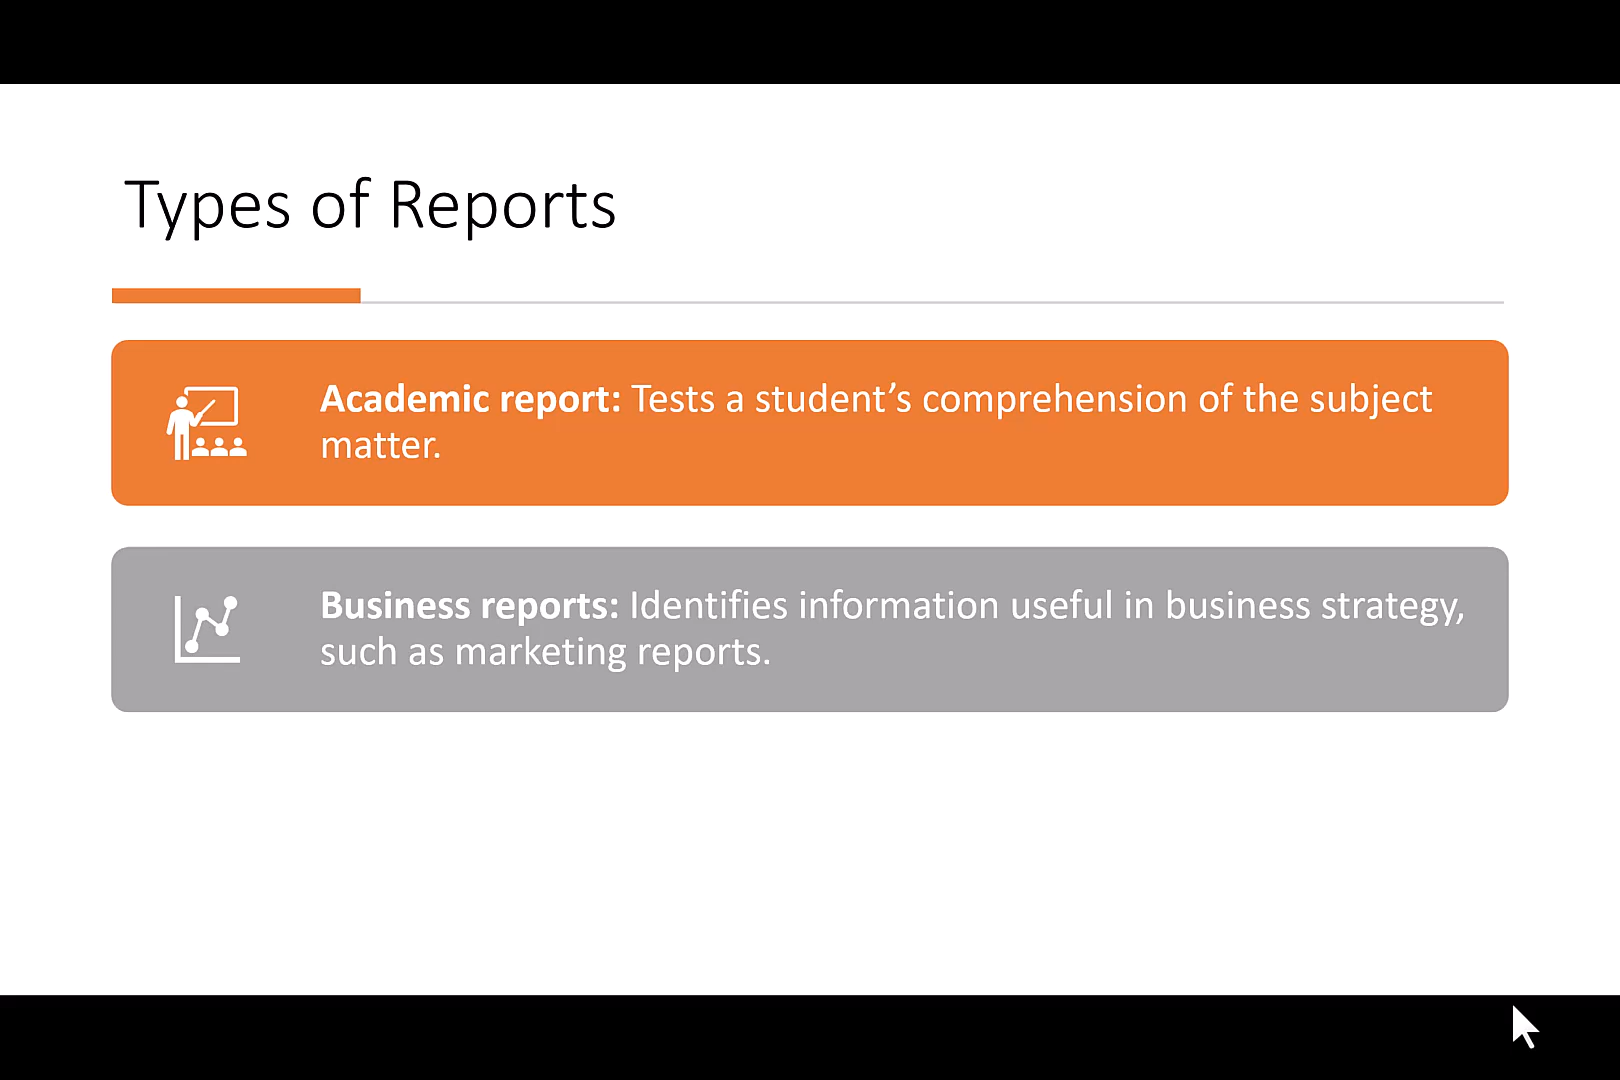 Types of Reports
Academic report: Tests a student’s comprehension of the subject
matter.
Business reports: Identifies information useful in business strategy,
such as marketing reports.